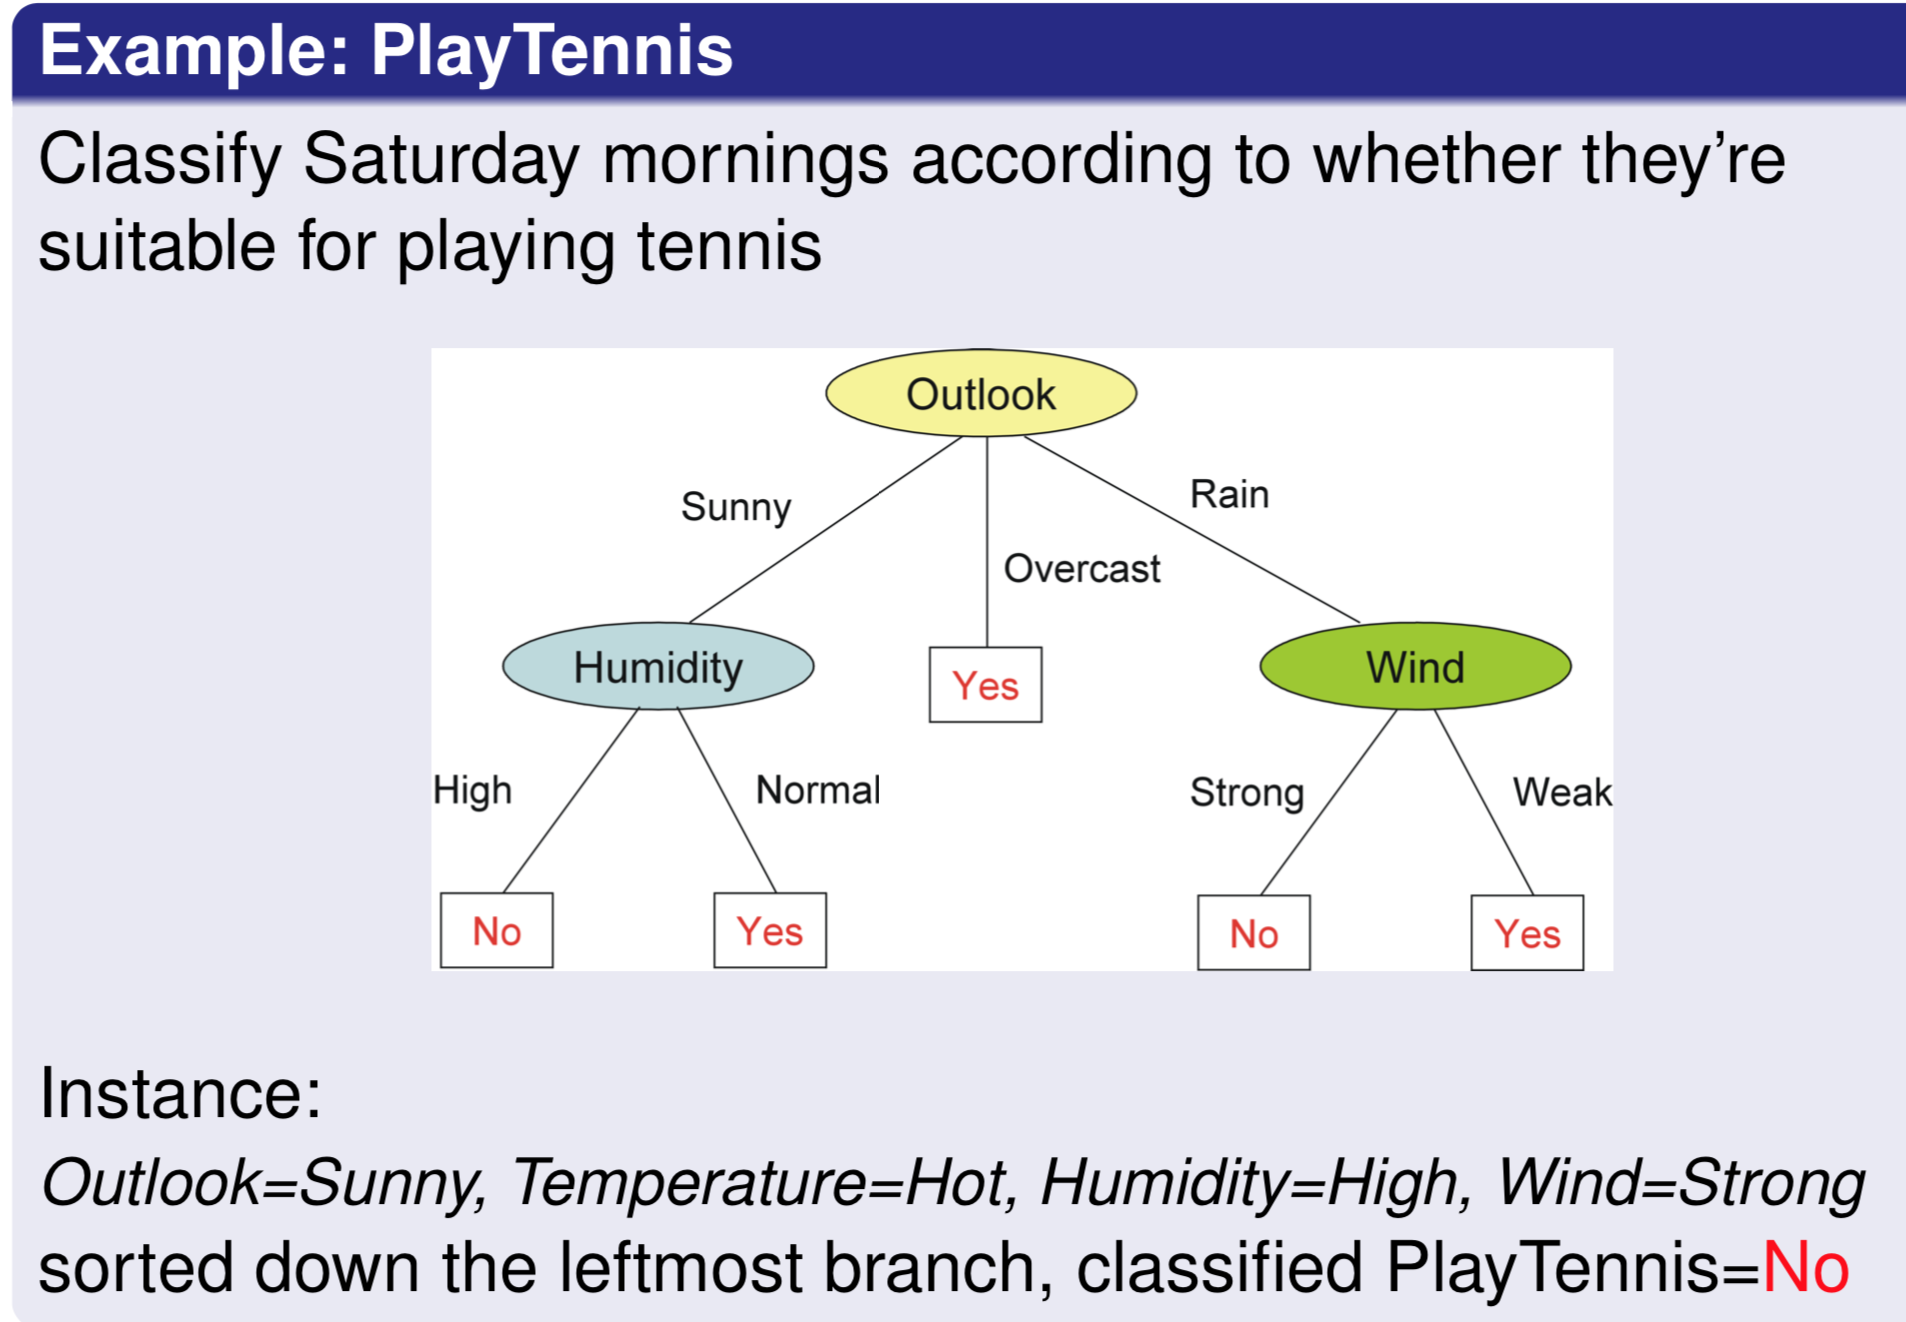 Example: PlayTennis
Classify Saturday mornings according to whether they’re
suitable for playing tennis
Outlook
Sunny
Rain
Overcast
Humidity
Yes
Wind
High
Normal
Strong
Weak
No
Yes
No
Yes
Instance:
Outlook=Sunny, Temperature=Hot, Humidity=High, Wind=Strong
sorted down the leftmost branch, classified PlayTennis=No